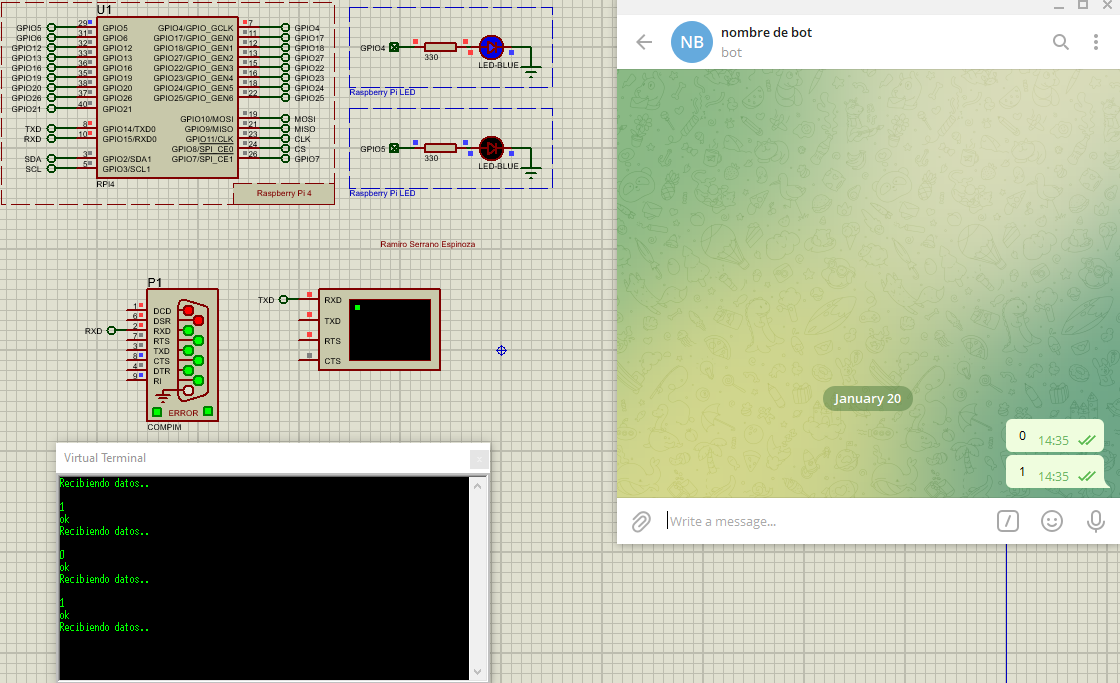 U1
29
31
32
33
36
35
38
37
40
8
10
3
5
GPIO5
GPIO6
GPIO12
GPIO13
GPIO16
GPIO19
GPIO20
GPIO26
GPIO21
TXD
RXD
SDA
SCL
GPIO5
GPIO6
GPIO12
GPIO13
GPIO16
GPIO19
GPIO20
GPIO26
GPIO21
GPIO14/TXD0
GPIO15/RXD0
GPIO2/SDA1
GPIO3/SCL1
GPIO4/GPIO_GCLK
GPIO17/GPIO_GEN0
GPIO18/GPIO_GEN1
GPIO27/GPIO_GEN2
GPIO22/GPIO_GEN3
GPIO23/GPIO_GEN4
GPIO24/GPIO_GEN5
GPIO25/GPIO_GEN6
GPIO10/MOSI
GPIO9/MISO
GPIO11/CLK
GPIO8/SPI_CE0
GPIO7/SPI_CE1
7
11
12
13
15
16
18
22
19
21
23
24
26
GPIO4
GPIO17
GPIO18
GPIO27
GPIO22
GPIO23
GPIO24
GPIO25
MOSI
MISO
CLK
CS
GPIO7
RPI4
Raspberry Pi 4
GPIO4
330
LED-BLUE
Raspberry Pi LED
GPIO5
330
LED-BLUE
Raspberry Pi LED
Ramiro Serrano Espinoza
P1
1
6
2
7
3
8
4
9
RXD
DCD
DSR
RXD
RTS
TXD
CTS
DTR
RI
ERROR
COMPIM
TXD
RXD
TXD
RTS
CTS
Virtual Terminal
Recibiendo datos..
1
ok
Recibiendo datos..
0
ok
Recibiendo datos..
1
ok
Recibiendo datos..
NB
nombre de bot
bot
January 20
0 14:35
1 14:35
Write a message...